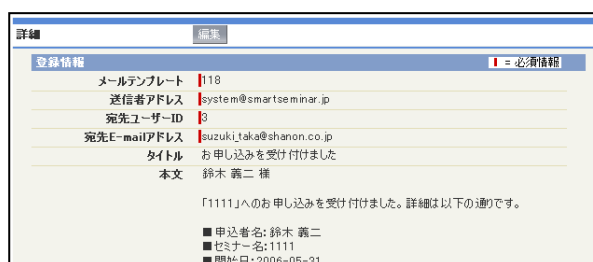 詳細 編集
登録情報 = 必須情報
メールテンプレート 118
送信者アドレス system@smartseminar.jp
宛先ユーザーID 3
宛先E-mailアドレス suzuki_taka@shanon.co.jp
タイトル お申し込みを受け付けました
本文 鈴木 義二 様
「1111」へのお申し込みを受け付けました。詳細は以下の通りです。
■申込者名:鈴木 義二
■セミナー名:1111
■開始日:2006-05-31